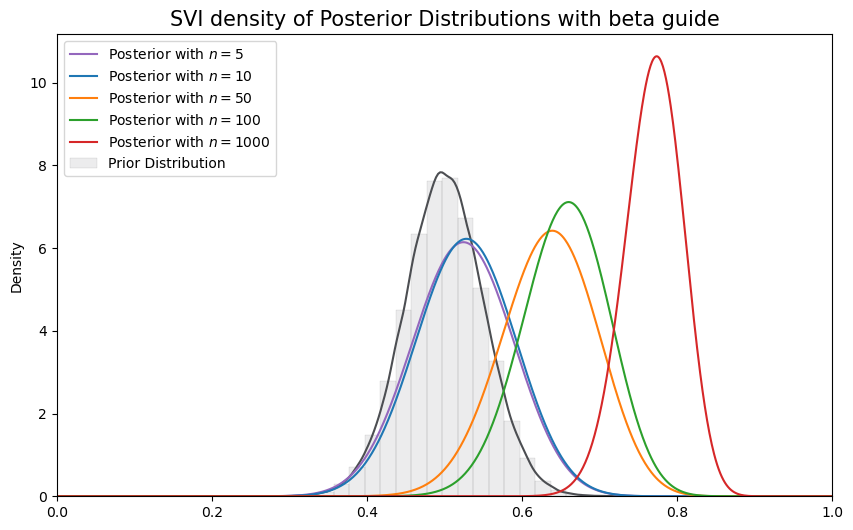 SVI density of Posterior Distributions with beta guide
Posterior with n = 5
Posterior with n = 10
Posterior with n = 50
Posterior with n = 100
Posterior with n = 1000
Prior Distribution
Density
10
8
6
4
2
0
0.0 0.2 0.4 0.6 0.8 1.0